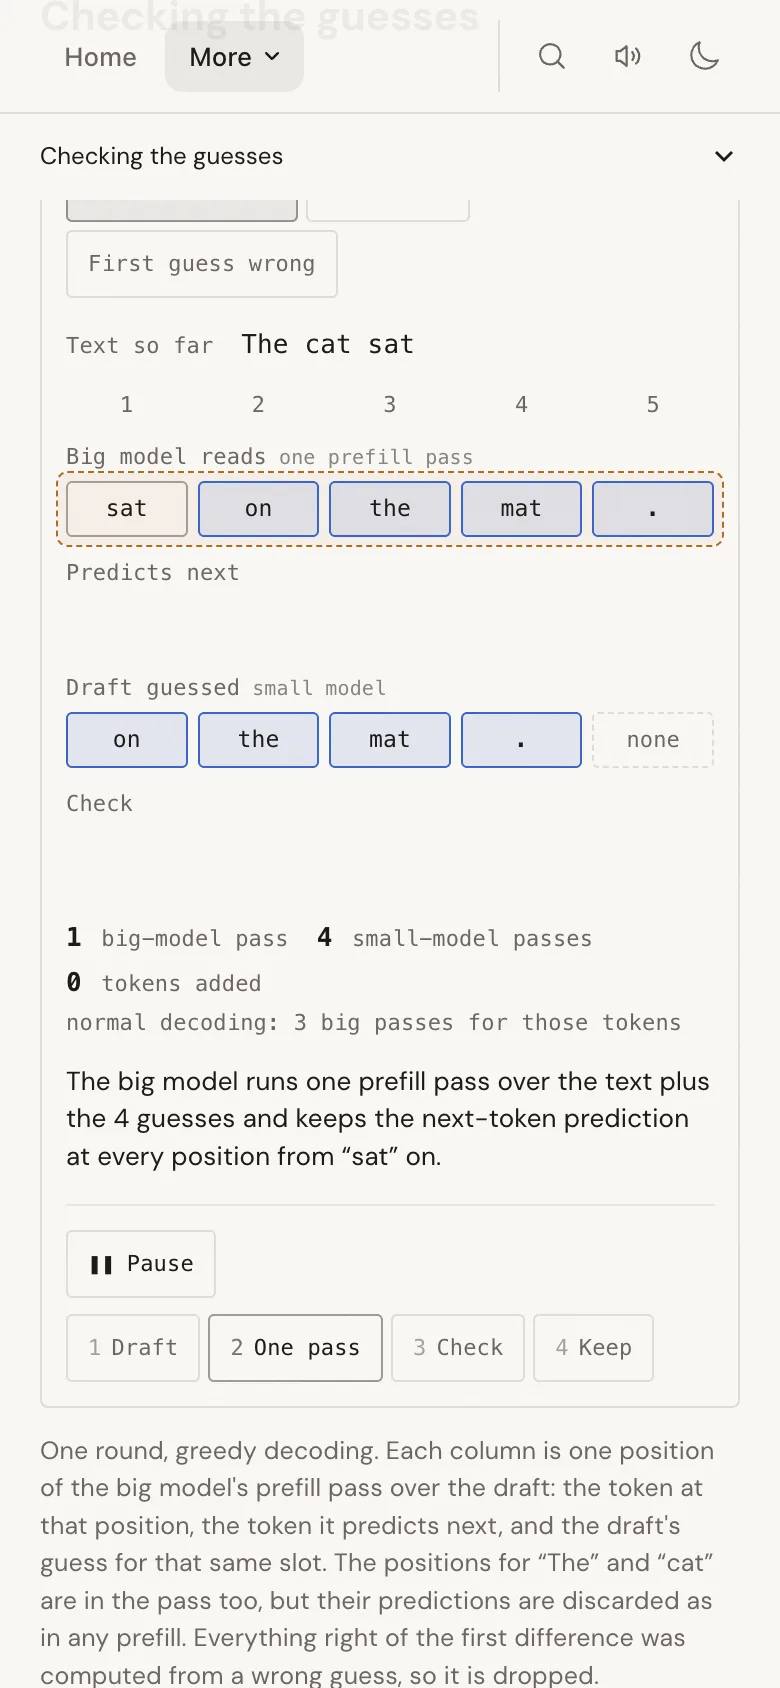 Checking the guesses
Home More
Checking the guesses
First guess wrong
Text so far The cat sat
1 2 3 4 5
Big model reads one prefill pass
sat on the mat .
Predicts next
Draft guessed small model
on the mat . none
Check
1 big-model pass 4 small-model passes
0 tokens added
normal decoding: 3 big passes for those tokens
The big model runs one prefill pass over the text plus
the 4 guesses and keeps the next-token prediction
at every position from “sat” on.
Pause
1 Draft 2 One pass 3 Check 4 Keep
One round, greedy decoding. Each column is one position
of the big model's prefill pass over the draft: the token at
that position, the token it predicts next, and the draft's
guess for that same slot. The positions for “The” and “cat”
are in the pass too, but their predictions are discarded as
in any prefill. Everything right of the first difference was
computed from a wrong guess, so it is dropped.